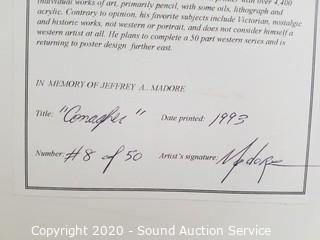 individual works of art, primarily pencil, with some oils, lithograph and
acrylic. Contrary to opinion, his favorite subjects include Victorian, nostalgic
and historic works, not western or portrait, and does not consider himself a
western artist at all. He plans to complete a 50 part western series and is
returning to poster design further east.
IN MEMORY OF JEFFREY A. MADORE
Title: "Conagher" Date printed: 1993
Number: #8 of 50 Artist's signature: Madore
Copyright 2020 - Sound Auction Service